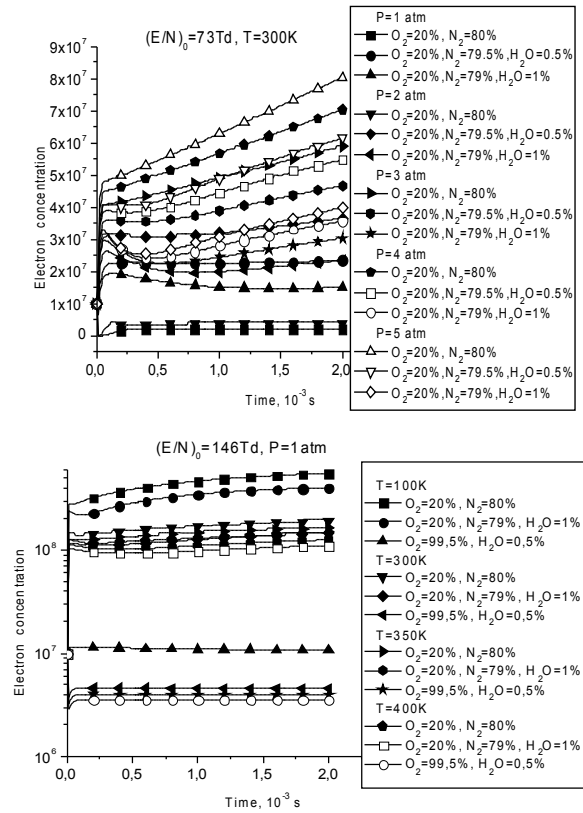 (E/N)₀=73Td, T=300K
Electron concentration
9x10⁷
8x10⁷
7x10⁷
6x10⁷
5x10⁷
4x10⁷
3x10⁷
2x10⁷
1x10⁷
0
0,0 0,5 1,0 1,5 2,0
Time, 10⁻³ s
P=1 atm
O₂=20%, N₂=80%
O₂=20%,N₂=79.5%,H₂O=0.5%
O₂=20%,N₂=79%,H₂O=1%
P=2 atm
O₂=20%, N₂=80%
O₂=20%,N₂=79.5%,H₂O=0.5%
O₂=20%,N₂=79%,H₂O=1%
P=3 atm
O₂=20%, N₂=80%
O₂=20%,N₂=79.5%,H₂O=0.5%
O₂=20%,N₂=79%,H₂O=1%
P=4 atm
O₂=20%, N₂=80%
O₂=20%,N₂=79.5%,H₂O=0.5%
O₂=20%,N₂=79%,H₂O=1%
P=5 atm
O₂=20%, N₂=80%
O₂=20%,N₂=79.5%,H₂O=0.5%
O₂=20%,N₂=79%,H₂O=1%
(E/N)₀=146Td, P=1atm
Electron concentration
10⁸
10⁷
10⁶
0,0 0,5 1,0 1,5 2,0
Time, 10⁻³ s
T=100K
O₂=20%, N₂=80%
O₂=20%, N₂=79%, H₂O=1%
O₂=99,5%, H₂O=0,5%
T=300K
O₂=20%, N₂=80%
O₂=20%, N₂=79%, H₂O=1%
O₂=99,5%, H₂O=0,5%
T=350K
O₂=20%, N₂=80%
O₂=20%, N₂=79%, H₂O=1%
O₂=99,5%, H₂O=0,5%
T=400K
O₂=20%, N₂=80%
O₂=20%, N₂=79%, H₂O=1%
O₂=99,5%, H₂O=0,5%